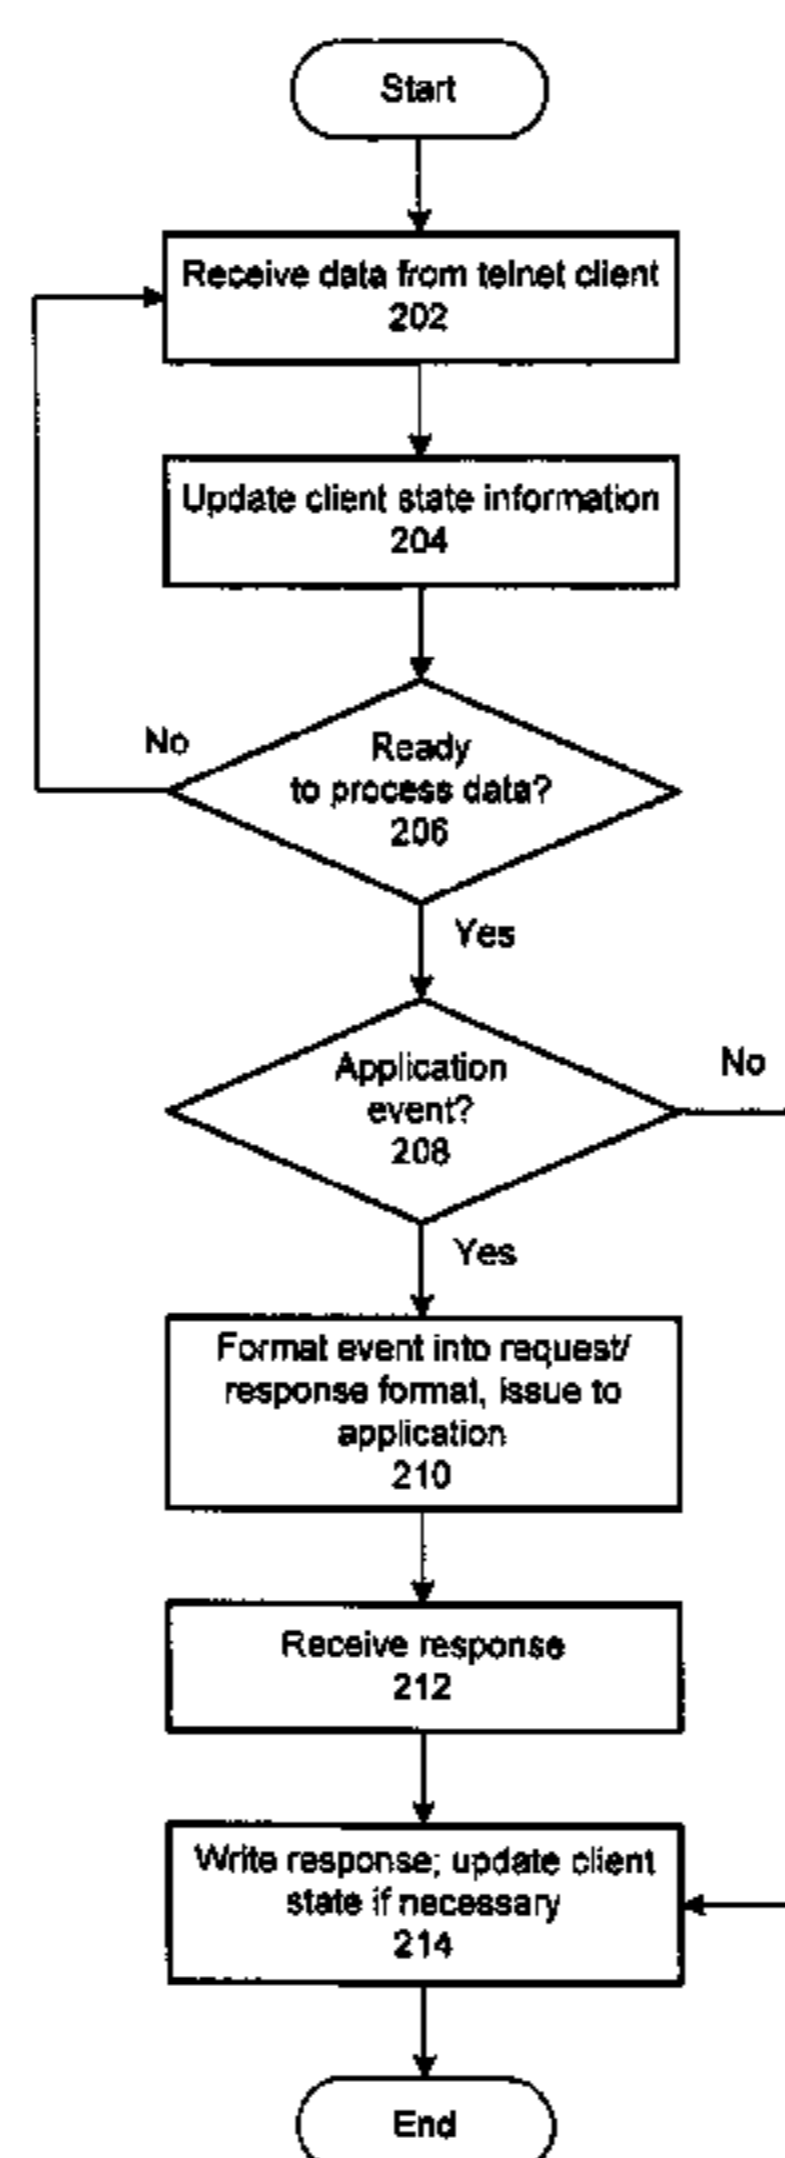 Start
Receive data from telnet client
202
Update client state information
204
No
Ready
to process data?
206
Yes
Application
event?
208
No
Yes
Format event into request/
response format, issue to
application
210
Receive response
212
Write response; update client
state if necessary
214
End